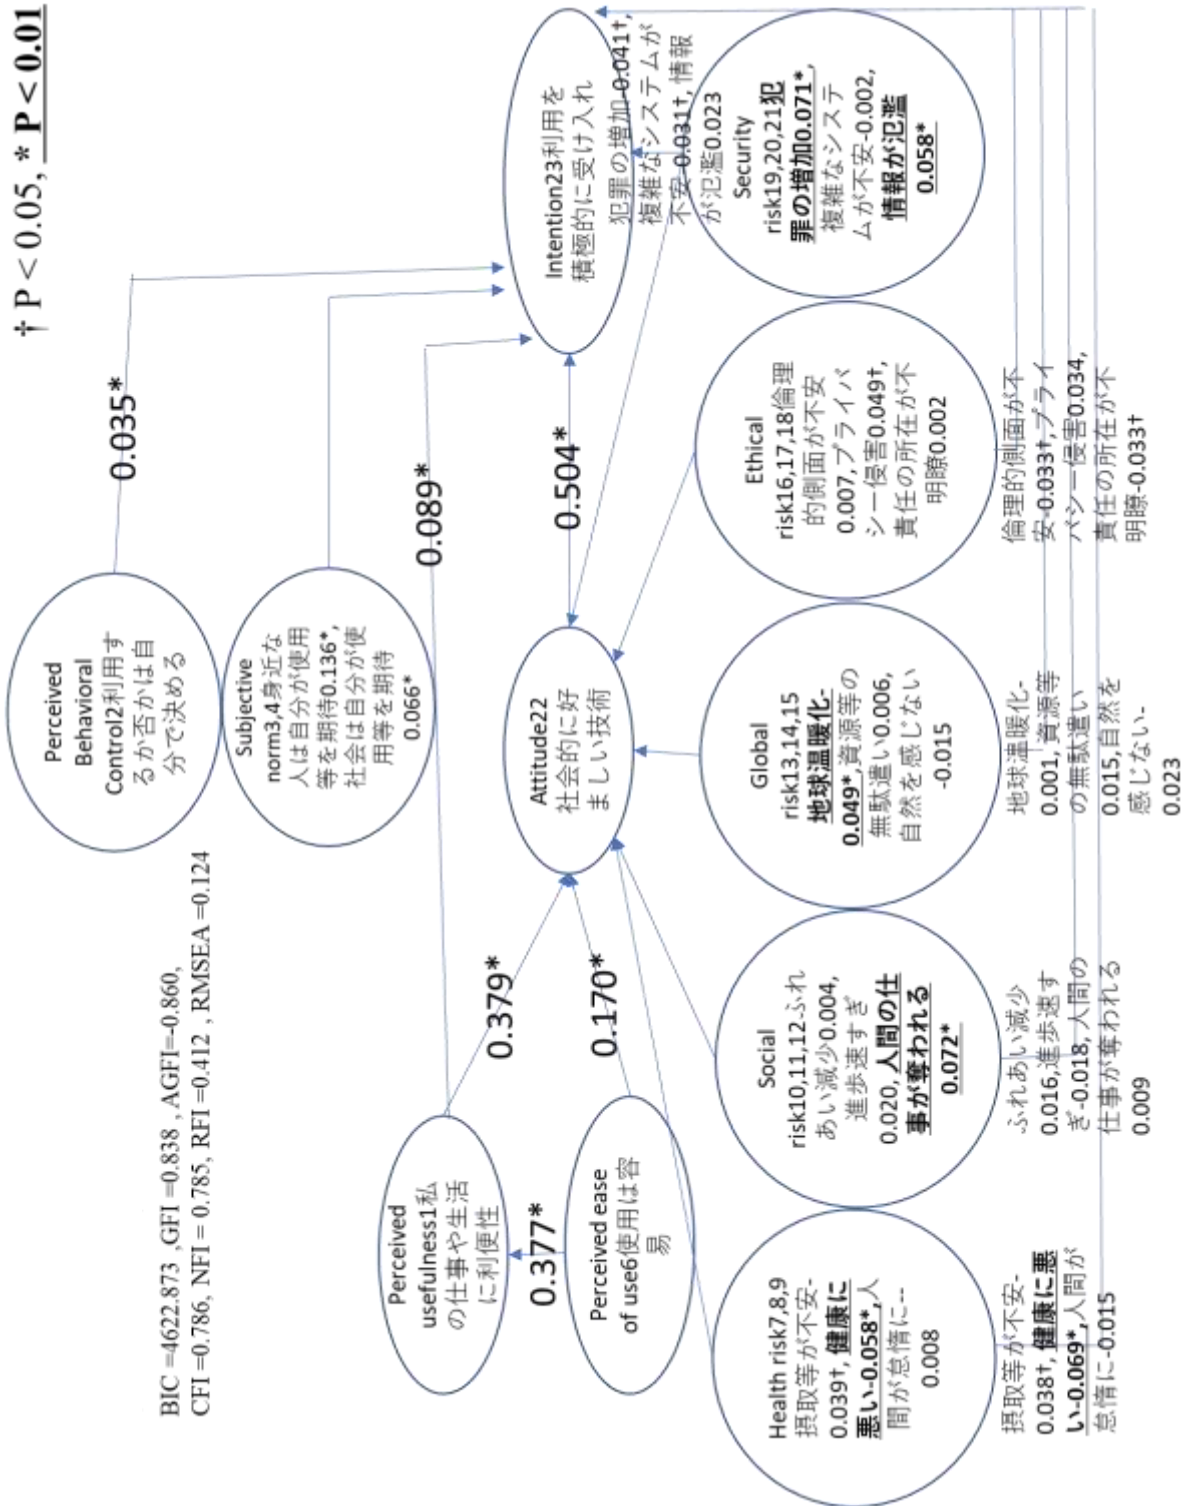 † P < 0.05, * P < 0.01
BIC =4622.873 ,GFI =0.838 , AGFI=-0.860,
CFI =0.786, NFI = 0.785, RFI =0.412 , RMSEA =0.124
Perceived
Behavioral
Control2利用す
るか否かは自
分で決める
0.035*
Subjective
norm3,4身近な
人は自分が使用
等を期待0.136*,
社会は自分が使
用等を期待
0.066*
Perceived
usefulness1私
の仕事や生活
に利便性
0.089*
0.379*
0.377*
Perceived ease
of use6使用は容
易
0.170*
Attitude22
社会的に好
ましい技術
0.504*
Intention23利用を
積極的に受け入れ
犯罪の増加-0.041†,
複雑なシステムが
不安-0.031†, 情報
が氾濫0.023
Health risk7,8,9
摂取等が不安-
0.039†, 健康に
悪い-0.058*,人
間が怠惰に--
0.008
Social
risk10,11,12-ふれ
あい減少0.004,
進歩速すぎ
0.020, 人間の仕
事が奪われる
0.072*
Global
risk13,14,15
地球温暖化-
0.049*,資源等の
無駄遣い0.006,
自然を感じない
-0.015
Ethical
risk16,17,18倫理
的側面が不安
0.007,プライバ
シー侵害0.049†,
責任の所在が不
明瞭0.002
Security
risk19,20,21犯
罪の増加0.071*,
複雑なシステ
ムが不安-0.002,
情報が氾濫
0.058*
摂取等が不安-
0.038†, 健康に悪
い-0.069*,人間が
怠惰に-0.015
ふれあい減少
0.016,進歩速す
ぎ-0.018, 人間の
仕事が奪われる
0.009
地球温暖化-
0.001, 資源等
の無駄遣い
0.015,自然を
感じない-
0.023
倫理的側面が不
安-0.033†,プライ
バシー侵害0.034,
責任の所在が不
明瞭-0.033†